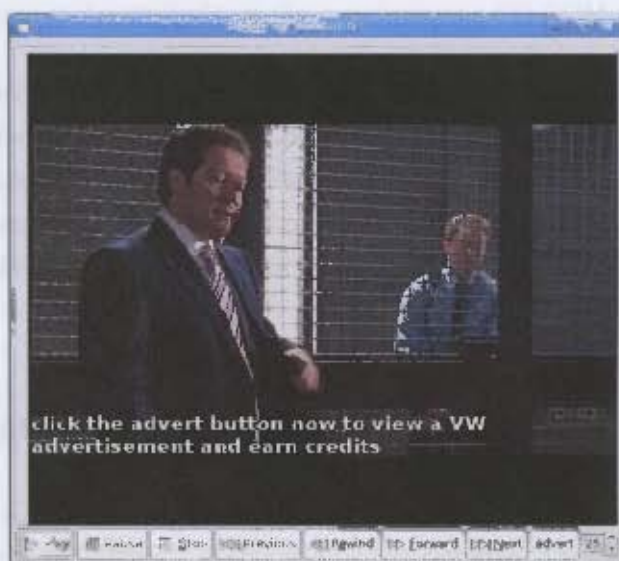 click the advert button now to view a VW
advertisement and earn credits
Play Pause Stop Previous Rewind Forward Next advert 25